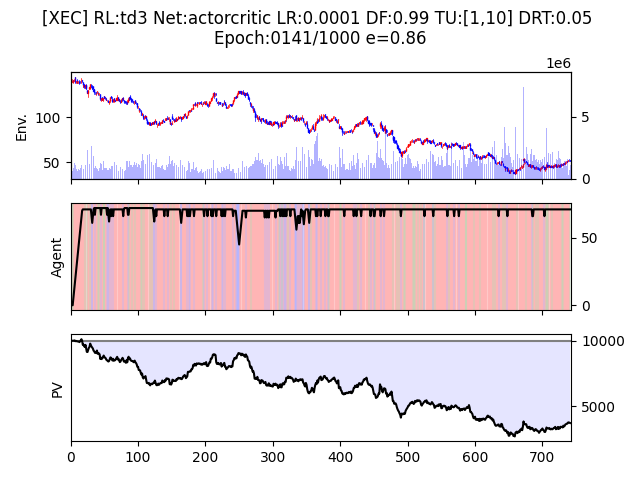 [XEC] RL:td3 Net:actorcritic LR:0.0001 DF:0.99 TU:[1,10] DRT:0.05
Epoch:0141/1000 e=0.86
1e6
Env.
100
50
5
0
Agent
50
0
PV
10000
5000
0 100 200 300 400 500 600 700